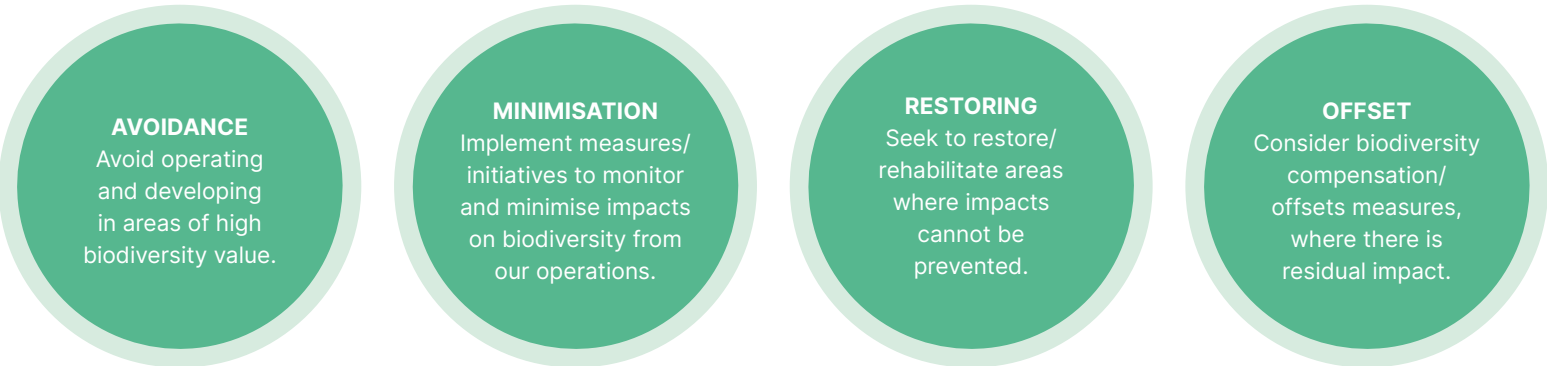 AVOIDANCE
Avoid operating
and developing
in areas of high
biodiversity value.
MINIMISATION
Implement measures/
initiatives to monitor
and minimise impacts
on biodiversity from
our operations.
RESTORING
Seek to restore/
rehabilitate areas
where impacts
cannot be
prevented.
OFFSET
Consider biodiversity
compensation/
offsets measures,
where there is
residual impact.